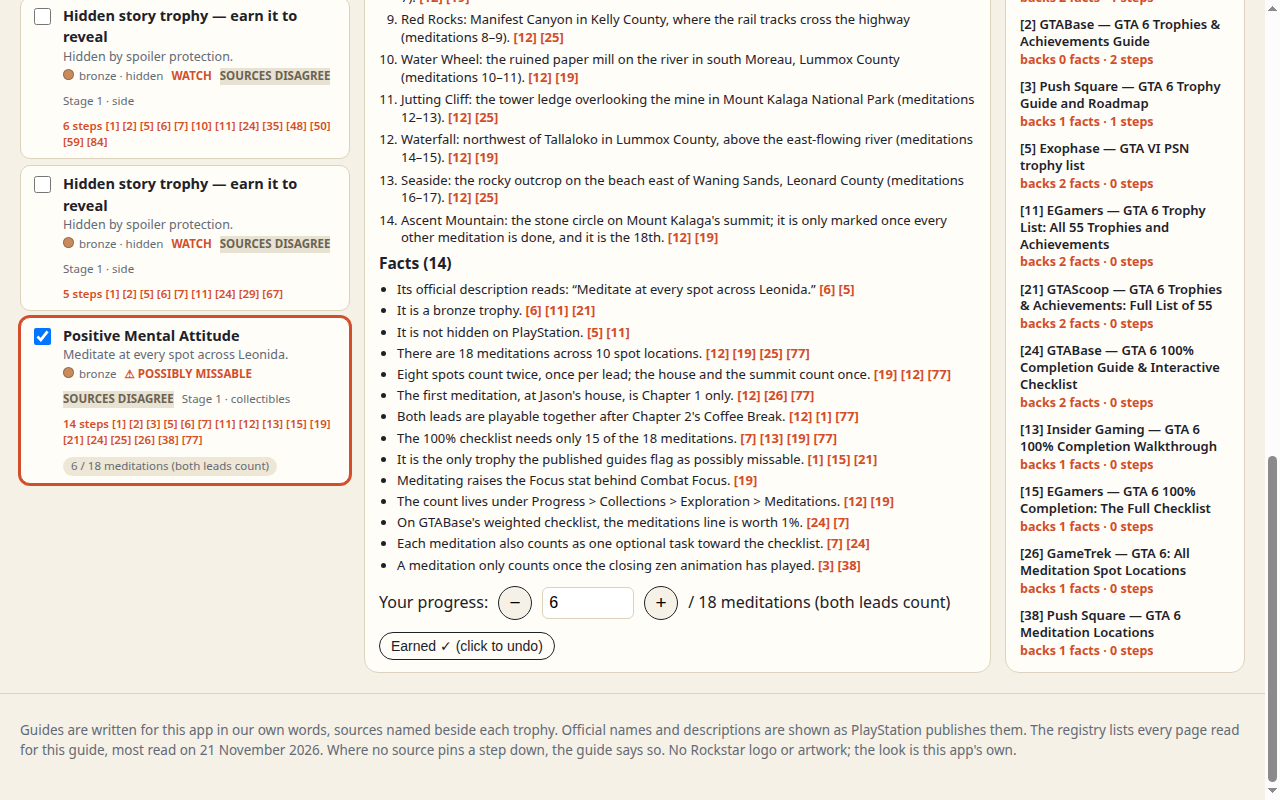 Hidden story trophy — earn it to
reveal
Hidden by spoiler protection.
bronze · hidden WATCH SOURCES DISAGREE
Stage 1 · side
6 steps [1] [2] [5] [6] [7] [10] [11] [24] [35] [48] [50]
[59] [84]
Hidden story trophy — earn it to
reveal
Hidden by spoiler protection.
bronze · hidden WATCH SOURCES DISAGREE
Stage 1 · side
5 steps [1] [2] [5] [6] [7] [11] [24] [29] [67]
Positive Mental Attitude
Meditate at every spot across Leonida.
bronze ⚠ POSSIBLY MISSABLE
SOURCES DISAGREE Stage 1 · collectibles
14 steps [1] [2] [3] [5] [6] [7] [11] [12] [13] [15] [19]
[21] [24] [25] [26] [38] [77]
6 / 18 meditations (both leads count)
9. Red Rocks: Manifest Canyon in Kelly County, where the rail tracks cross the highway
(meditations 8–9). [12] [25]
10. Water Wheel: the ruined paper mill on the river in south Moreau, Lummox County
(meditations 10–11). [12] [19]
11. Jutting Cliff: the tower ledge overlooking the mine in Mount Kalaga National Park (meditations
12–13). [12] [25]
12. Waterfall: northwest of Tallaloko in Lummox County, above the east-flowing river (meditations
14–15). [12] [19]
13. Seaside: the rocky outcrop on the beach east of Waning Sands, Leonard County (meditations
16–17). [12] [25]
14. Ascent Mountain: the stone circle on Mount Kalaga's summit; it is only marked once every
other meditation is done, and it is the 18th. [12] [19]
Facts (14)
• Its official description reads: “Meditate at every spot across Leonida.” [6] [5]
• It is a bronze trophy. [6] [11] [21]
• It is not hidden on PlayStation. [5] [11]
• There are 18 meditations across 10 spot locations. [12] [19] [25] [77]
• Eight spots count twice, once per lead; the house and the summit count once. [19] [12] [77]
• The first meditation, at Jason's house, is Chapter 1 only. [12] [26] [77]
• Both leads are playable together after Chapter 2's Coffee Break. [12] [1] [77]
• The 100% checklist needs only 15 of the 18 meditations. [7] [13] [19] [77]
• It is the only trophy the published guides flag as possibly missable. [1] [15] [21]
• Meditating raises the Focus stat behind Combat Focus. [19]
• The count lives under Progress > Collections > Exploration > Meditations. [12] [19]
• On GTABase's weighted checklist, the meditations line is worth 1%. [24] [7]
• Each meditation also counts as one optional task toward the checklist. [7] [24]
• A meditation only counts once the closing zen animation has played. [3] [38]
Your progress: − 6 + / 18 meditations (both leads count)
Earned ✓ (click to undo)
[2] GTABase — GTA 6 Trophies &
Achievements Guide
backs 0 facts · 2 steps
[3] Push Square — GTA 6 Trophy
Guide and Roadmap
backs 1 facts · 1 steps
[5] Exophase — GTA VI PSN
trophy list
backs 2 facts · 0 steps
[11] EGamers — GTA 6 Trophy
List: All 55 Trophies and
Achievements
backs 2 facts · 0 steps
[21] GTAScoop — GTA 6 Trophies
& Achievements: Full List of 55
backs 2 facts · 0 steps
[24] GTABase — GTA 6 100%
Completion Guide & Interactive
Checklist
backs 2 facts · 0 steps
[13] Insider Gaming — GTA 6
100% Completion Walkthrough
backs 1 facts · 0 steps
[15] EGamers — GTA 6 100%
Completion: The Full Checklist
backs 1 facts · 0 steps
[26] GameTrek — GTA 6: All
Meditation Spot Locations
backs 1 facts · 0 steps
[38] Push Square — GTA 6
Meditation Locations
backs 1 facts · 0 steps
Guides are written for this app in our own words, sources named beside each trophy. Official names and descriptions are shown as PlayStation publishes them. The registry lists every page read
for this guide, most read on 21 November 2026. Where no source pins a step down, the guide says so. No Rockstar logo or artwork; the look is this app's own.